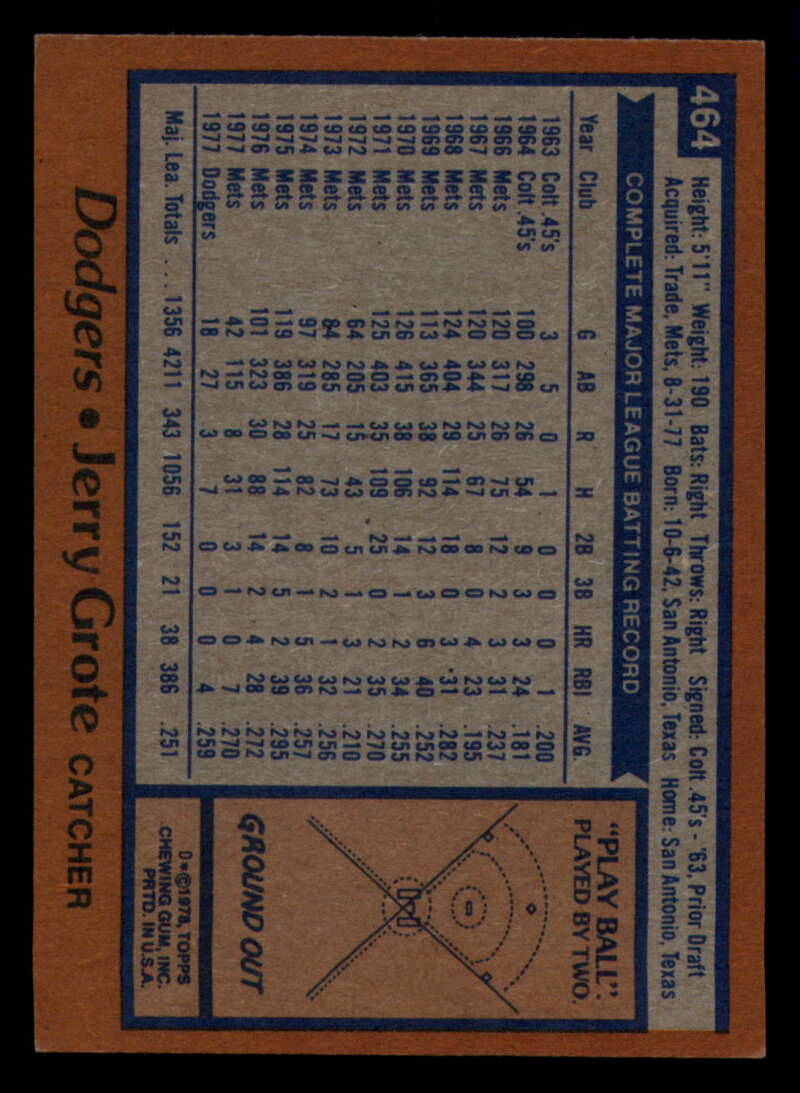 464
Height: 5'11" Weight: 190 Bats: Right Throws: Right Signed: Colt .45's - '63, Prior Draft
Acquired: Trade, Mets, 8-31-77 Born: 10-6-42, San Antonio, Texas Home: San Antonio, Texas
COMPLETE MAJOR LEAGUE BATTING RECORD
Year Club G AB R H 2B 3B HR RBI AVG.
1963 Colt .45's 3 5 0 1 0 0 0 1 .200
1964 Colt .45's 100 298 26 54 9 3 3 24 .181
1966 Mets 120 317 26 75 12 2 3 31 .237
1967 Mets 120 344 25 67 8 0 4 23 .195
1968 Mets 124 404 29 114 18 0 3 31 .282
1969 Mets 113 365 38 92 12 3 6 40 .252
1970 Mets 126 415 38 106 14 1 2 34 .255
1971 Mets 125 403 35 109 25 0 2 35 .270
1972 Mets 64 205 15 43 5 1 3 21 .210
1973 Mets 84 285 17 73 10 2 1 32 .256
1974 Mets 97 319 25 82 8 1 5 36 .257
1975 Mets 119 386 28 114 14 5 2 39 .295
1976 Mets 101 323 30 88 14 2 4 28 .272
1977 Mets 42 115 8 31 3 1 0 7 .270
1977 Dodgers 18 27 3 7 0 0 0 4 .259
Maj. Lea. Totals ... 1356 4211 343 1056 152 21 38 386 .251
"PLAY BALL".
PLAYED BY TWO.
GROUND OUT
D*©1978, TOPPS
CHEWING GUM, INC.
PRTD. IN U.S.A.
Dodgers • Jerry Grote CATCHER